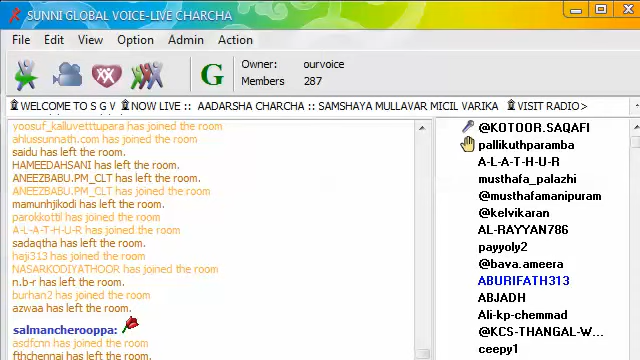 SUNNI GLOBAL VOICE-LIVE CHARCHA
File Edit View Option Admin Action
G
Owner: ourvoice
Members 287
WELCOME TO S G V NOW LIVE :: AADARSHA CHARCHA :: SAMSHAYA MULLAVAR MICIL VARIKA VISIT RADIO>
yoosuf_kalluvetttupara has joined the room
ahlussunnath.com has joined the room
saidu has left the room.
HAMEEDAHSANI has left the room.
ANEEZBABU.PM_CLT has left the room.
ANEEZBABU.PM_CLT has joined the room
mamunhjikodi has left the room.
parokkottil has joined the room
A-L-A-T-H-U-R has joined the room
sadaqtha has left the room.
haji313 has joined the room
NASARKODIYATHOOR has joined the room
n.b-r has left the room.
burhan2 has joined the room
azwaa has left the room.
salmancherooppa:
asdfcnn has joined the room
fthchennai has left the room.
@KOTOOR.SAQAFI
pallikuthparamba
A-L-A-T-H-U-R
musthafa_palazhi
@musthafamanipuram
@kelvikaran
AL-RAYYAN786
payyoly2
@bava.ameera
ABURIFATH313
ABJADH
Ali-kp-chemmad
@KCS-THANGAL-W...
ceepy1